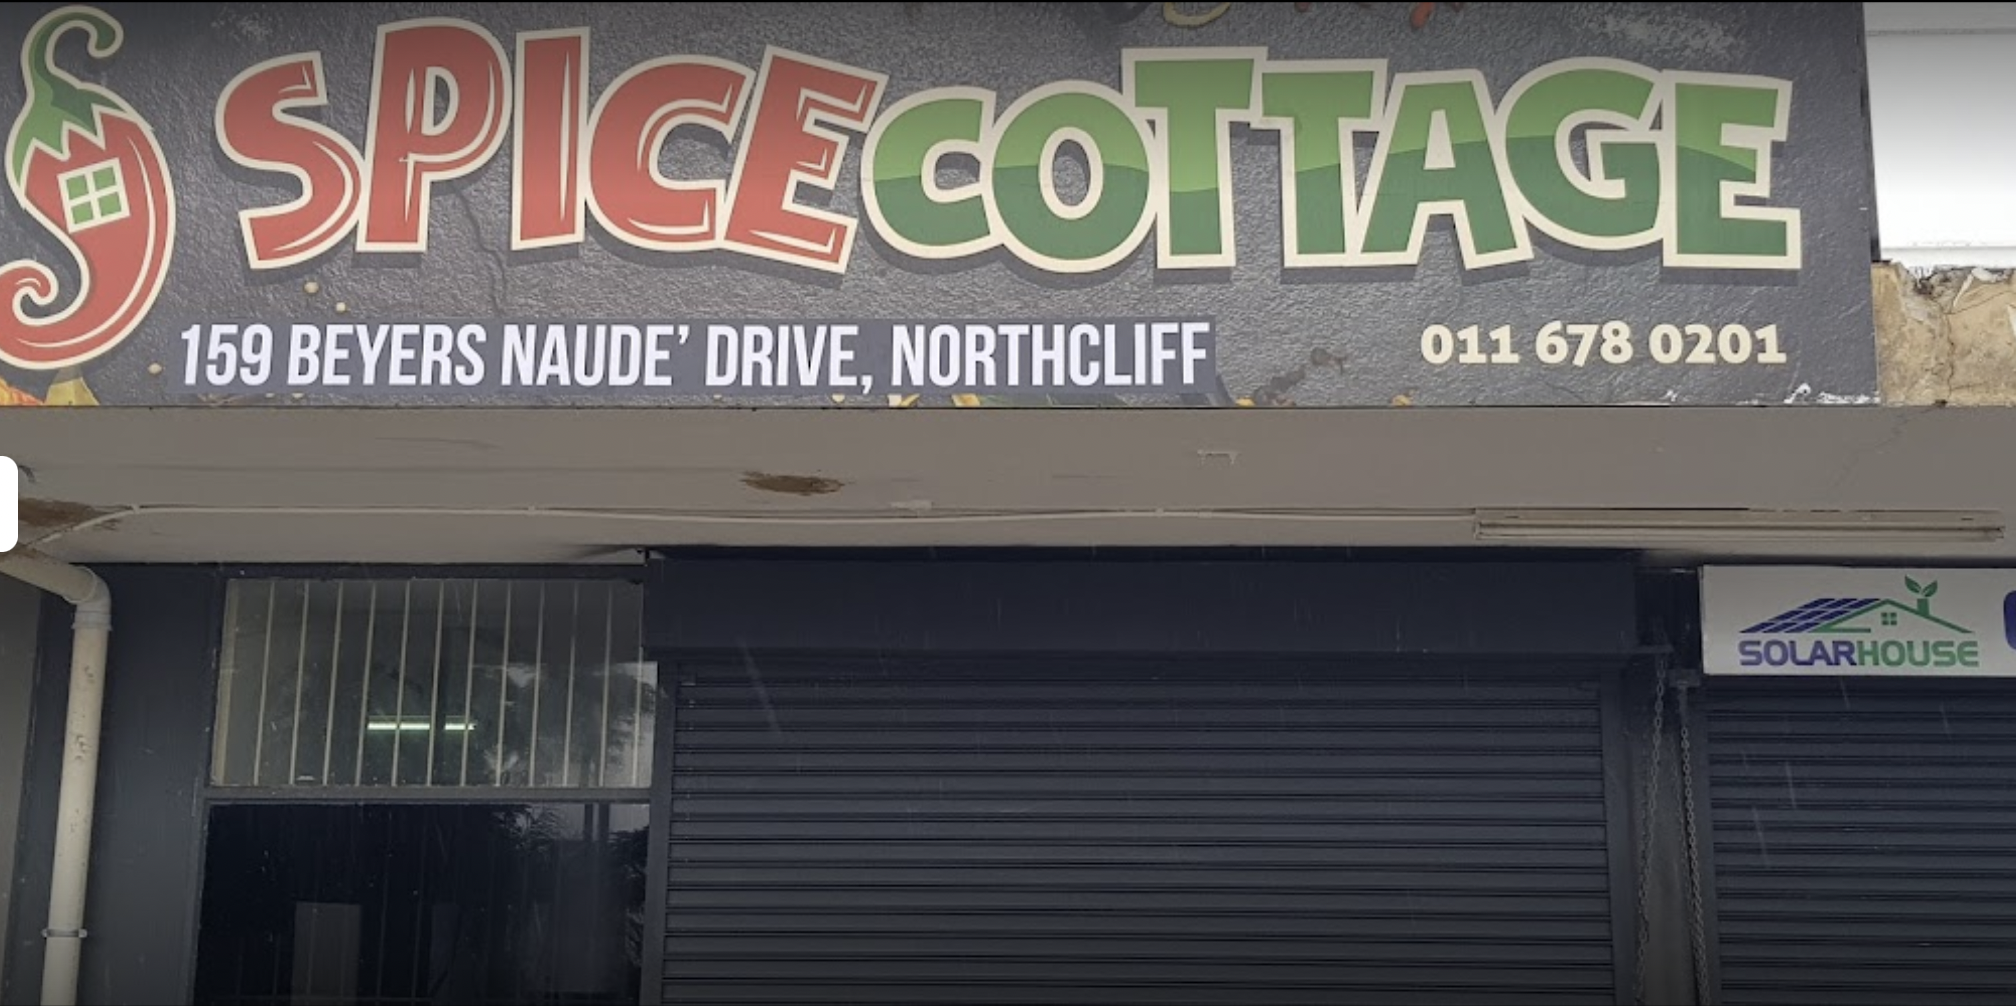 SPICE COTTAGE
159 BEYERS NAUDE' DRIVE, NORTHCLIFF
011 678 0201
SOLARHOUSE